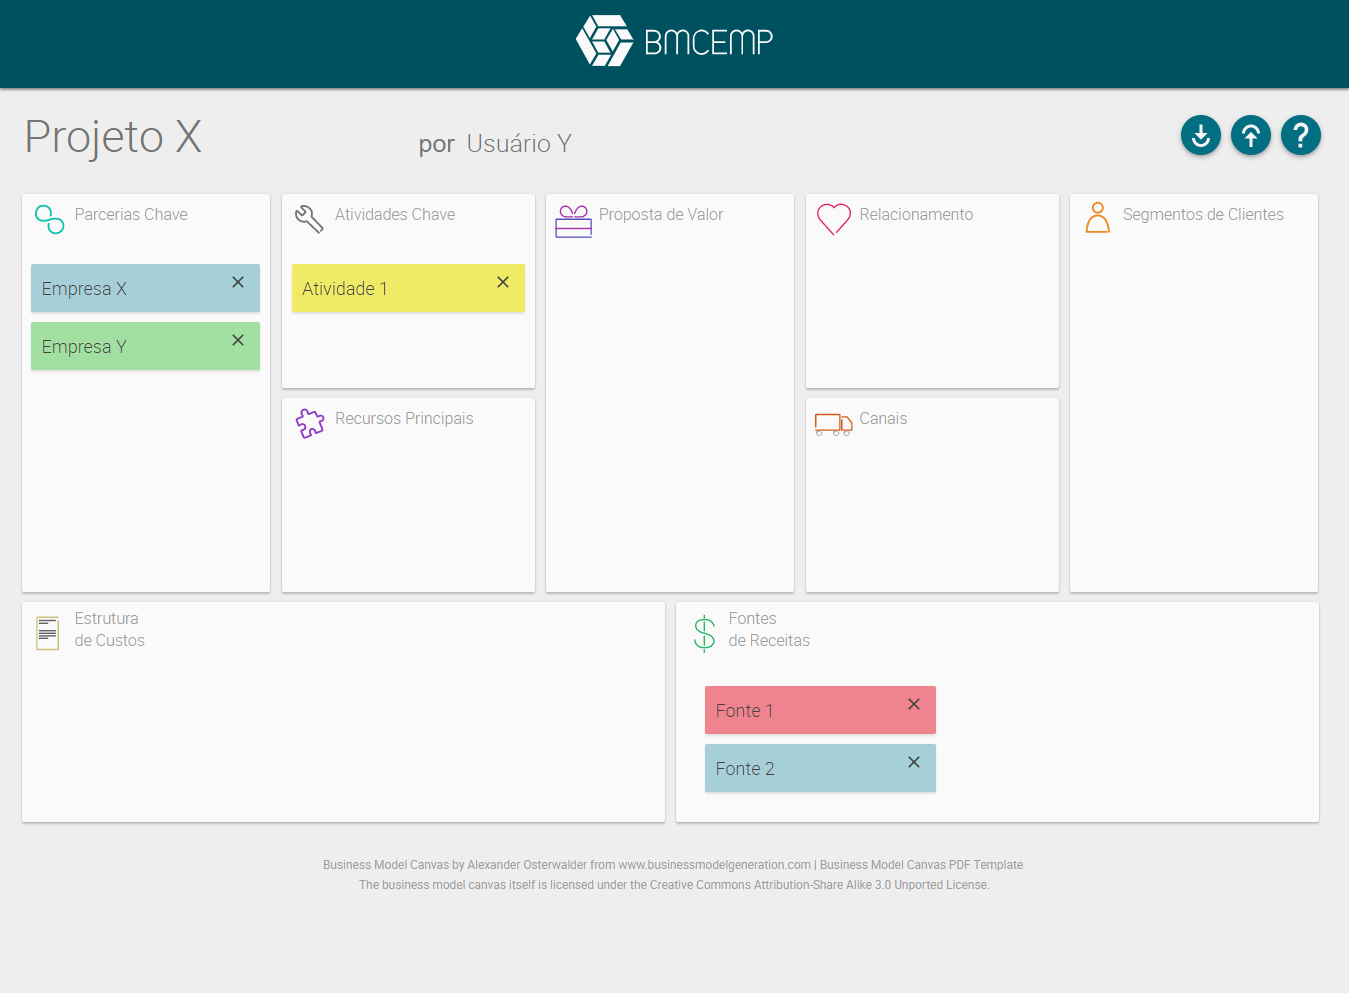 BMCEMP
Projeto X
por Usuário Y
Parcerias Chave
Empresa X
Empresa Y
Atividades Chave
Atividade 1
Recursos Principais
Proposta de Valor
Relacionamento
Canais
Segmentos de Clientes
Estrutura
de Custos
Fontes
de Receitas
Fonte 1
Fonte 2
Business Model Canvas by Alexander Osterwalder from www.businessmodelgeneration.com | Business Model Canvas PDF Template
The business model canvas itself is licensed under the Creative Commons Attribution-Share Alike 3.0 Unported License.